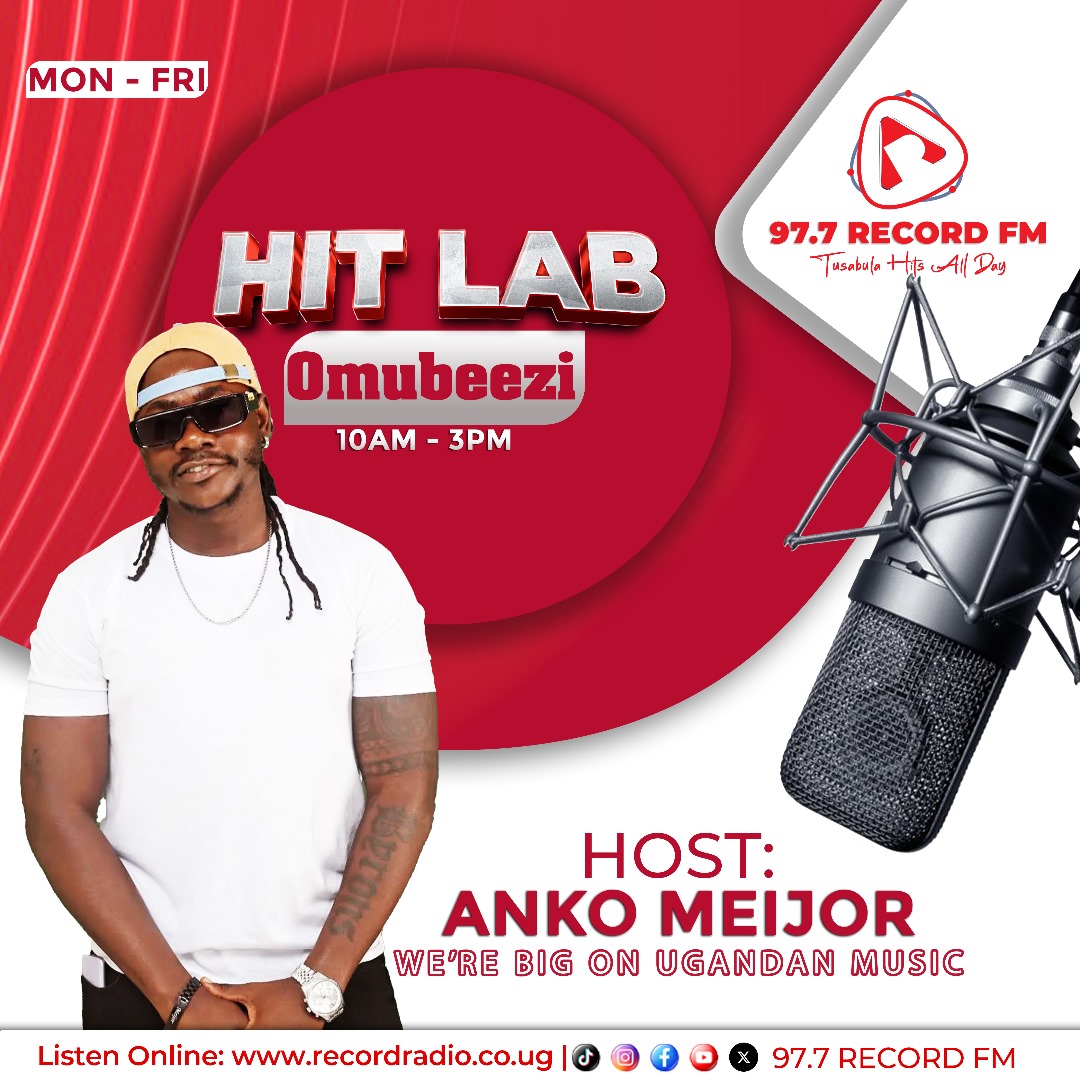 MON - FRI
97.7 RECORD FM
Tusabula Hits All Day
HIT LAB
Omubeezi
10AM - 3PM
HOST:
ANKO MEIJOR
WE'RE BIG ON UGANDAN MUSIC
Listen Online: www.recordradio.co.ug | 97.7 RECORD FM